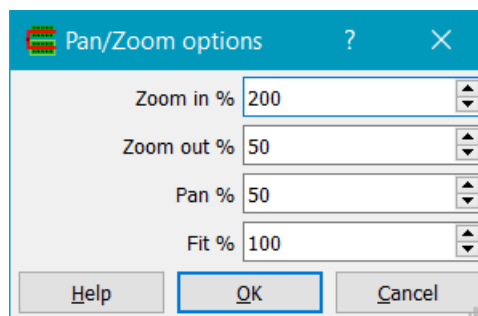 Pan/Zoom options ? ×
Zoom in % 200
Zoom out % 50
Pan % 50
Fit % 100
Help OK Cancel